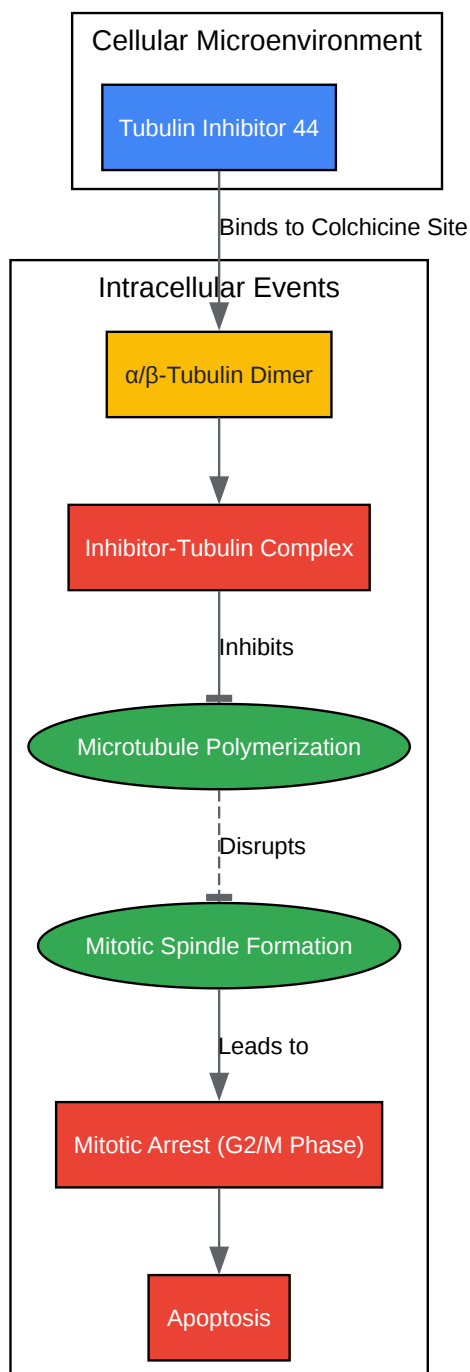 Cellular Microenvironment
Tubulin Inhibitor 44
Binds to Colchicine Site
Intracellular Events
α/β-Tubulin Dimer
Inhibitor-Tubulin Complex
Inhibits
Microtubule Polymerization
Disrupts
Mitotic Spindle Formation
Leads to
Mitotic Arrest (G2/M Phase)
Apoptosis